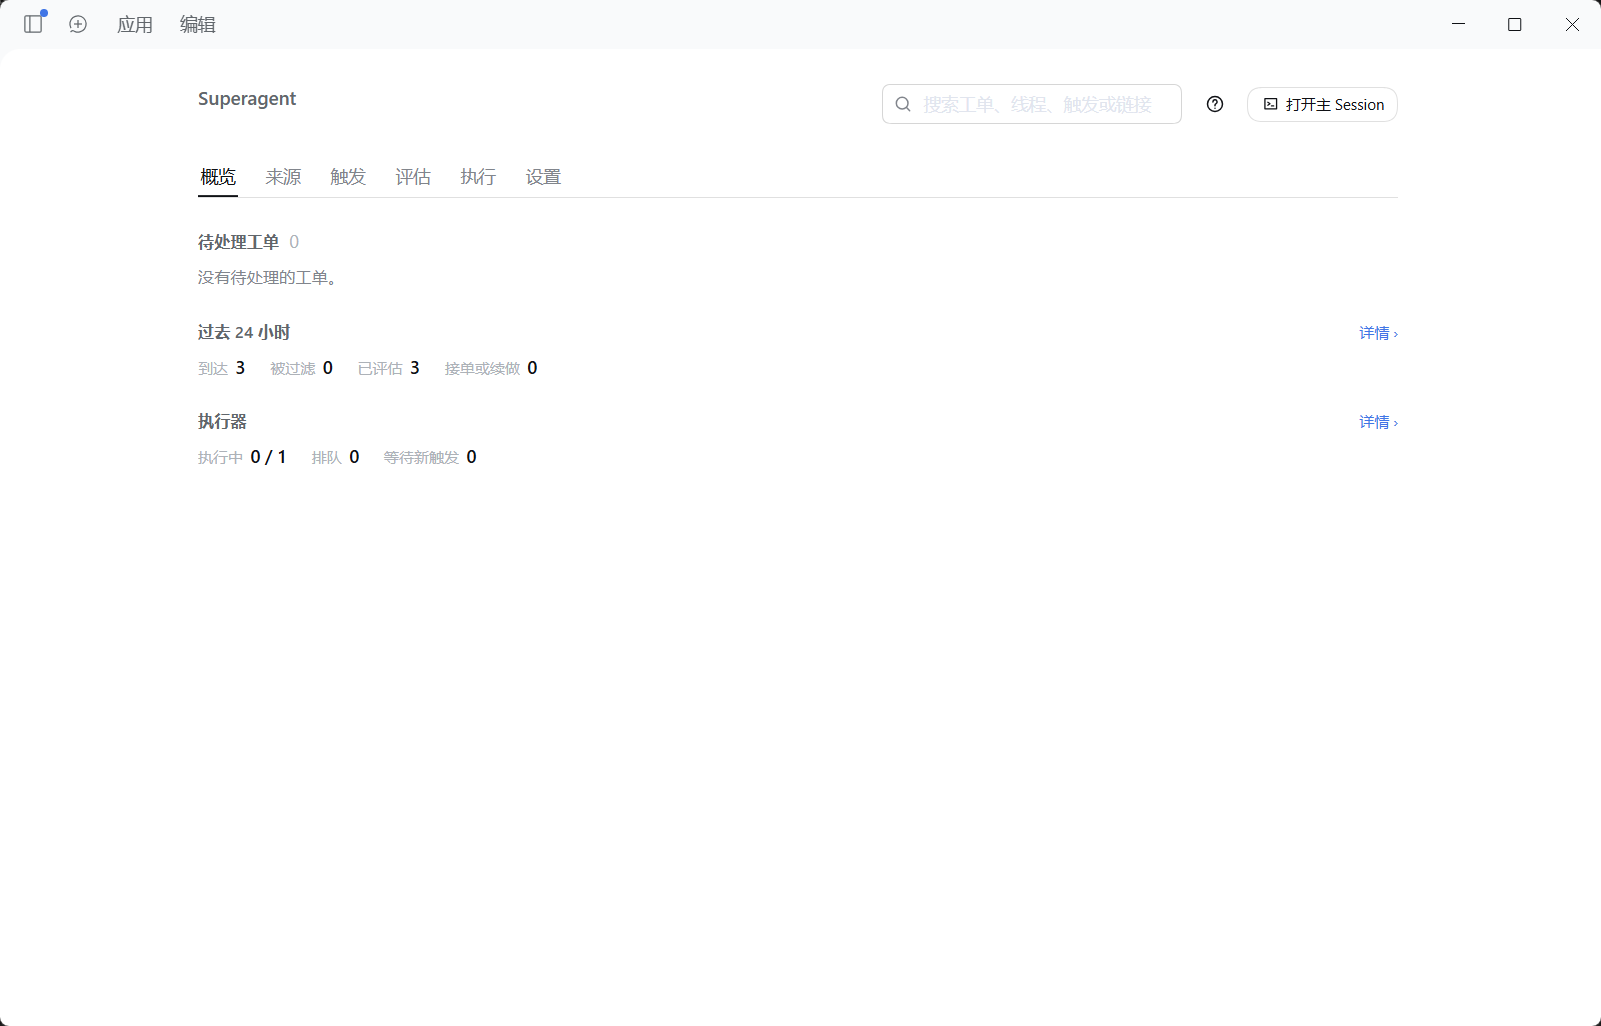 应用 编辑
Superagent
搜索工单、线程、触发或链接
打开主 Session
概览 来源 触发 评估 执行 设置
待处理工单 0
没有待处理的工单。
过去 24 小时 详情 ›
到达 3 被过滤 0 已评估 3 接单或续做 0
执行器 详情 ›
执行中 0 / 1 排队 0 等待新触发 0